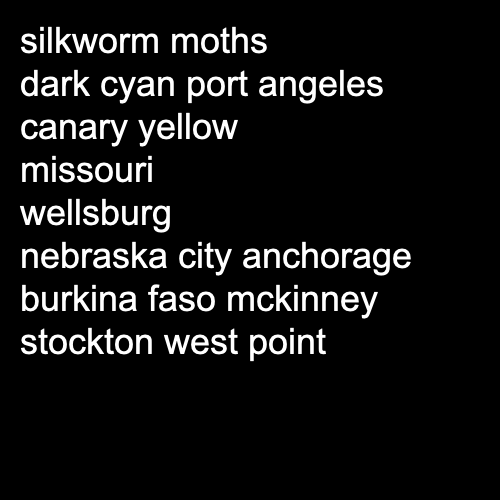 silkworm moths
dark cyan port angeles
canary yellow
missouri
wellsburg
nebraska city anchorage
burkina faso mckinney
stockton west point